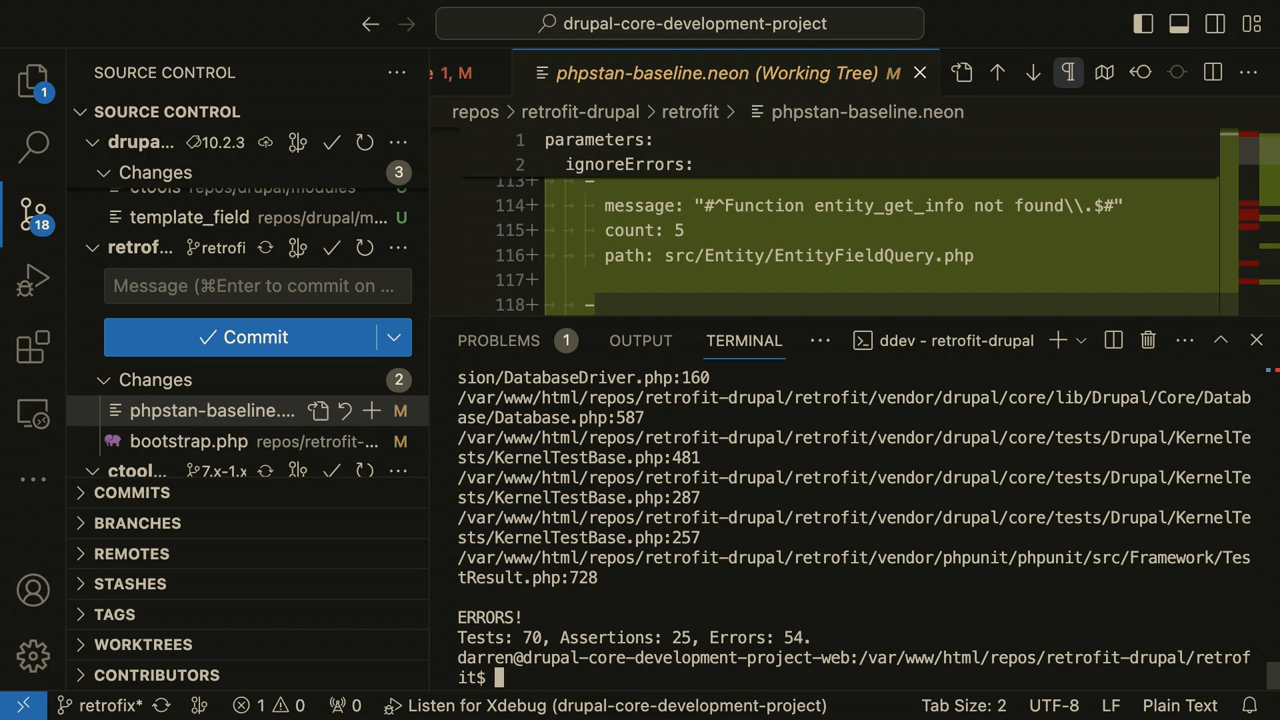 drupal-core-development-project
SOURCE CONTROL
SOURCE CONTROL
drupa... 10.2.3
Changes 3
ctools repos/drupal/modules U
template_field repos/drupal/m... U
retrof... retrofi
Message (⌘Enter to commit on ...
Commit
Changes 2
phpstan-baseline.... M
bootstrap.php repos/retrofit-... M
ctool... 7.x-1.x
COMMITS
BRANCHES
REMOTES
STASHES
TAGS
WORKTREES
CONTRIBUTORS
1
18
e 1, M
phpstan-baseline.neon (Working Tree) M
repos > retrofit-drupal > retrofit > phpstan-baseline.neon
1 parameters:
2 ignoreErrors:
113+ -
114+ message: "#^Function entity_get_info not found\\.$#"
115+ count: 5
116+ path: src/Entity/EntityFieldQuery.php
117+
118+ -
PROBLEMS 1 OUTPUT TERMINAL ... ddev - retrofit-drupal
sion/DatabaseDriver.php:160
/var/www/html/repos/retrofit-drupal/retrofit/vendor/drupal/core/lib/Drupal/Core/Datab
ase/Database.php:587
/var/www/html/repos/retrofit-drupal/retrofit/vendor/drupal/core/tests/Drupal/KernelTe
sts/KernelTestBase.php:481
/var/www/html/repos/retrofit-drupal/retrofit/vendor/drupal/core/tests/Drupal/KernelTe
sts/KernelTestBase.php:287
/var/www/html/repos/retrofit-drupal/retrofit/vendor/drupal/core/tests/Drupal/KernelTe
sts/KernelTestBase.php:257
/var/www/html/repos/retrofit-drupal/retrofit/vendor/phpunit/phpunit/src/Framework/Tes
tResult.php:728
ERRORS!
Tests: 70, Assertions: 25, Errors: 54.
darren@drupal-core-development-project-web:/var/www/html/repos/retrofit-drupal/retrof
it$
retrofix* 1 0 0 Listen for Xdebug (drupal-core-development-project) Tab Size: 2 UTF-8 LF Plain Text